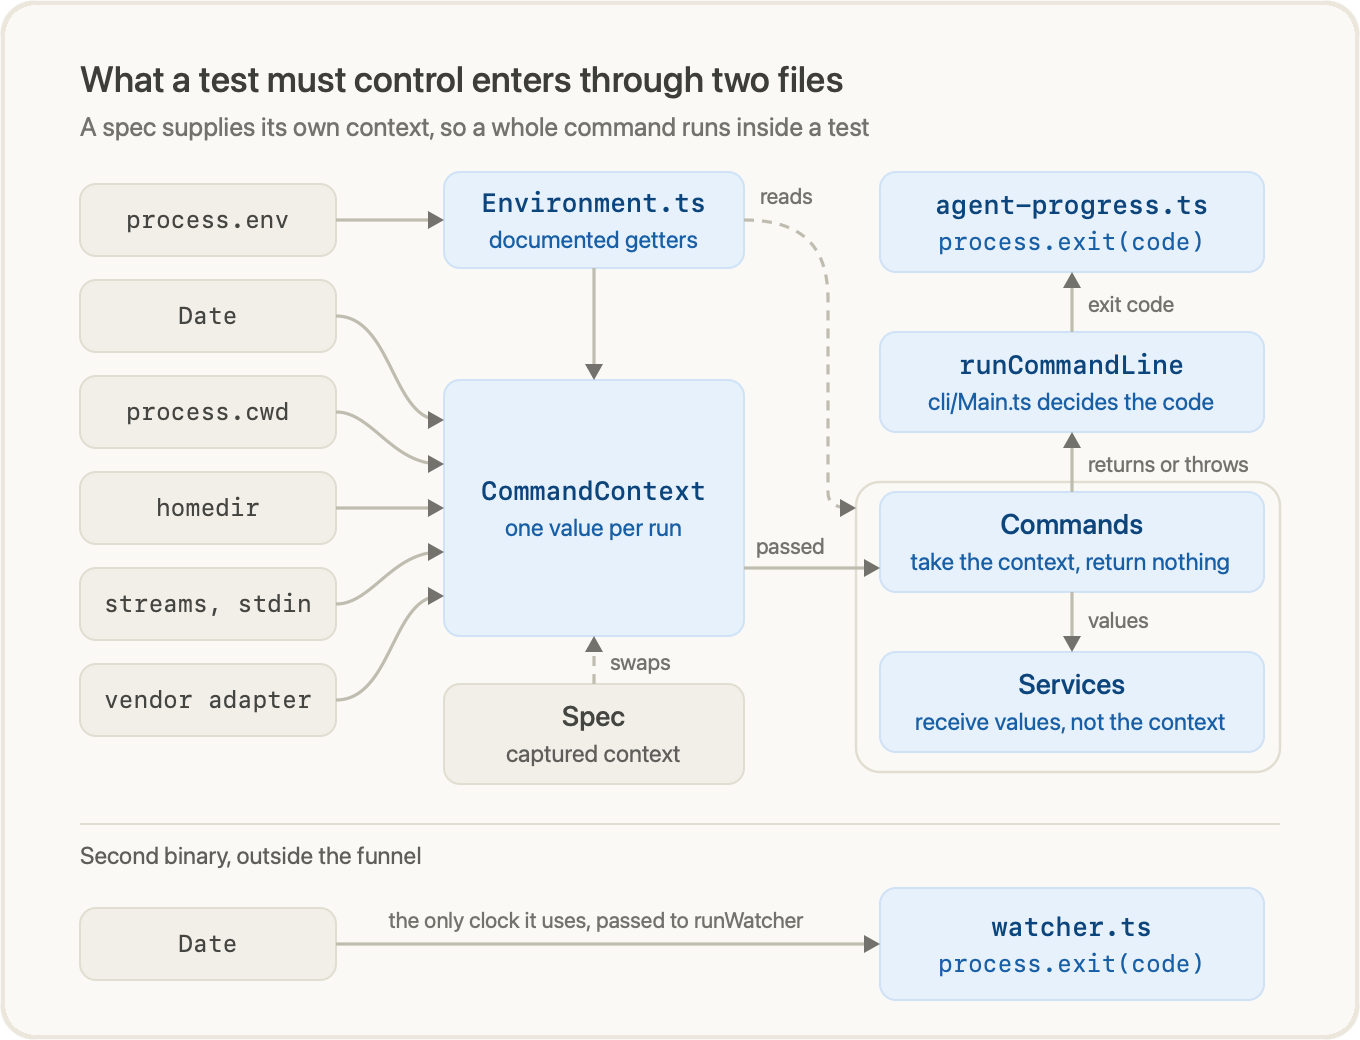 What a test must control enters through two files
A spec supplies its own context, so a whole command runs inside a test
process.env
Date
process.cwd
homedir
streams, stdin
vendor adapter
Environment.ts
documented getters
CommandContext
one value per run
swaps
Spec
captured context
reads
passed
agent-progress.ts
process.exit(code)
exit code
runCommandLine
cli/Main.ts decides the code
returns or throws
Commands
take the context, return nothing
values
Services
receive values, not the context
Second binary, outside the funnel
Date
the only clock it uses, passed to runWatcher
watcher.ts
process.exit(code)